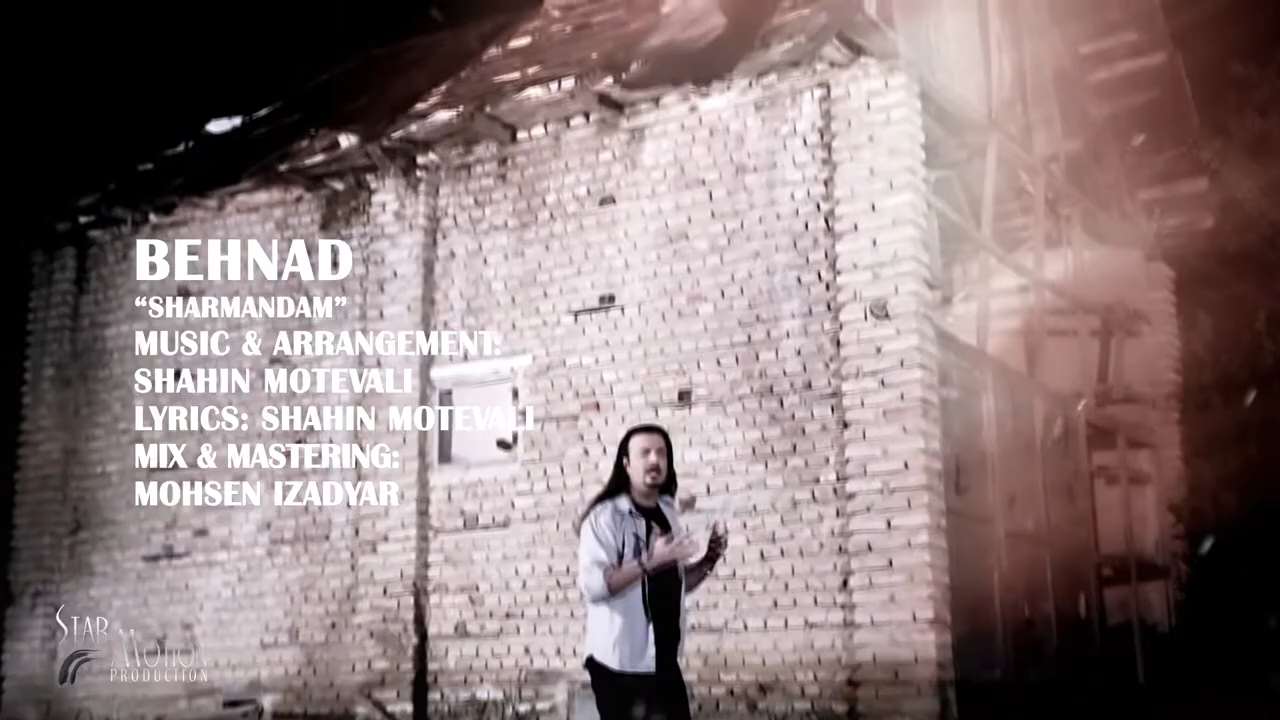 BEHNAD
“SHARMANDAM”
MUSIC & ARRANGEMENT:
SHAHIN MOTEVALI
LYRICS: SHAHIN MOTEVALI
MIX & MASTERING:
MOHSEN IZADYAR
STAR
MOTION
PRODUCTION